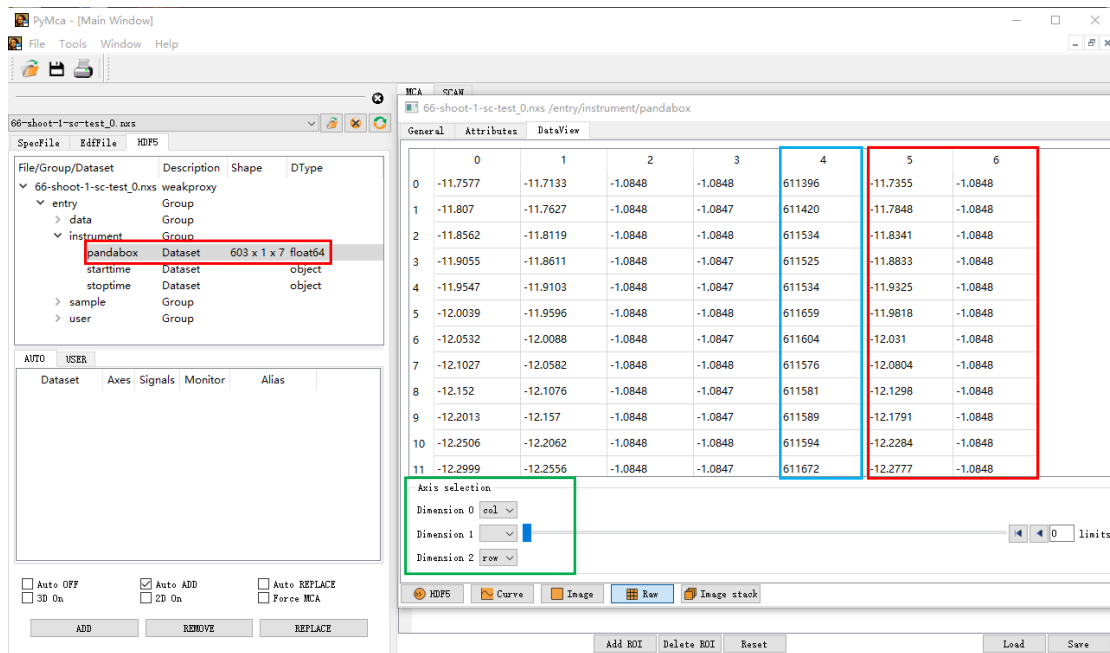 PyMca - [Main Window]
File Tools Window Help
66-shoot-1-sc-test_0.nxs
SpecFile EdfFile HDF5
File/Group/Dataset Description Shape DType
66-shoot-1-sc-test_0.nxs weakproxy
entry Group
data Group
instrument Group
pandabox Dataset 603 x 1 x 7 float64
starttime Dataset object
stoptime Dataset object
sample Group
user Group
AUTO USER
Dataset Axes Signals Monitor Alias
Auto OFF Auto ADD Auto REPLACE
3D On 2D On Force MCA
ADD REMOVE REPLACE
MCA SCAN
66-shoot-1-sc-test_0.nxs /entry/instrument/pandabox
General Attributes DataView
0 1 2 3 4 5 6
0 -11.7577 -11.7133 -1.0848 -1.0848 611396 -11.7355 -1.0848
1 -11.807 -11.7627 -1.0848 -1.0847 611420 -11.7848 -1.0848
2 -11.8562 -11.8119 -1.0848 -1.0848 611534 -11.8341 -1.0848
3 -11.9055 -11.8611 -1.0848 -1.0847 611525 -11.8833 -1.0848
4 -11.9547 -11.9103 -1.0848 -1.0847 611534 -11.9325 -1.0848
5 -12.0039 -11.9596 -1.0848 -1.0847 611659 -11.9818 -1.0848
6 -12.0532 -12.0088 -1.0848 -1.0847 611604 -12.031 -1.0848
7 -12.1027 -12.0582 -1.0848 -1.0847 611576 -12.0804 -1.0848
8 -12.152 -12.1076 -1.0848 -1.0847 611581 -12.1298 -1.0848
9 -12.2013 -12.157 -1.0848 -1.0847 611589 -12.1791 -1.0848
10 -12.2506 -12.2062 -1.0848 -1.0848 611594 -12.2284 -1.0848
11 -12.2999 -12.2556 -1.0848 -1.0847 611672 -12.2777 -1.0848
Axis selection
Dimension 0 col
Dimension 1 0 limits
Dimension 2 row
HDF5 Curve Image Raw Image stack
Add ROI Delete ROI Reset Load Save